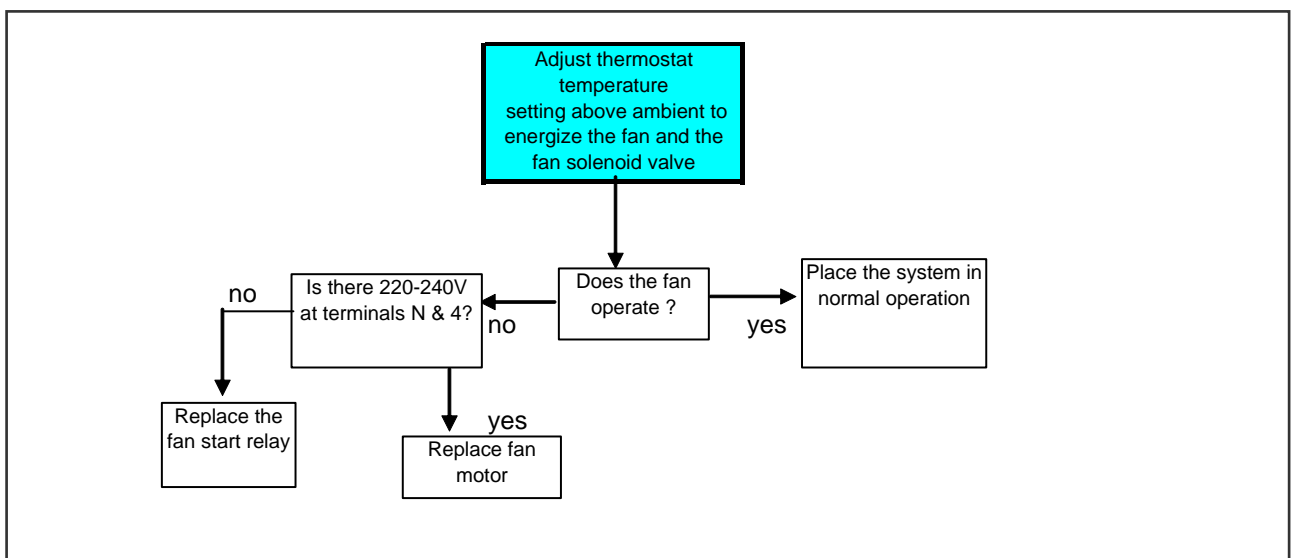 Adjust thermostat
temperature
setting above ambient to
energize the fan and the
fan solenoid valve
Does the fan
operate ?
yes
Place the system in
normal operation
no
Is there 220-240V
at terminals N & 4?
no
Replace the
fan start relay
yes
Replace fan
motor